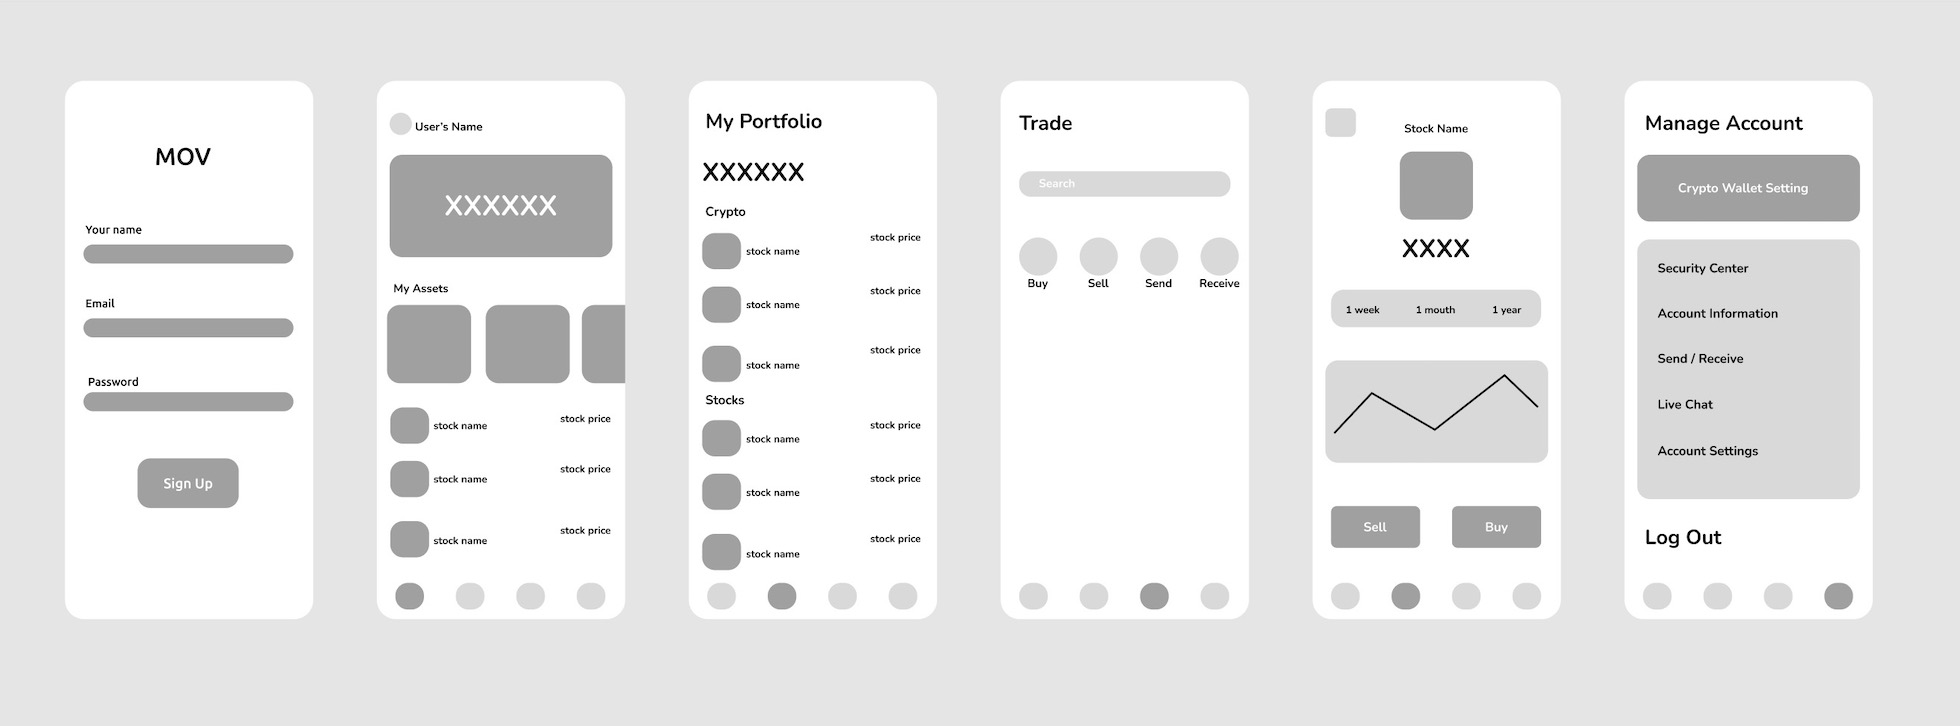 MOV
Your name
Email
Password
Sign Up
User's Name
XXXXXX
My Assets
stock name
stock price
stock name
stock price
stock name
stock price
My Portfolio
XXXXXX
Crypto
stock name
stock price
stock name
stock price
stock name
stock price
Stocks
stock name
stock price
stock name
stock price
stock name
stock price
Trade
Search
Buy Sell Send Receive
Stock Name
XXXX
1 week 1 mouth 1 year
Sell Buy
Manage Account
Crypto Wallet Setting
Security Center
Account Information
Send / Receive
Live Chat
Account Settings
Log Out